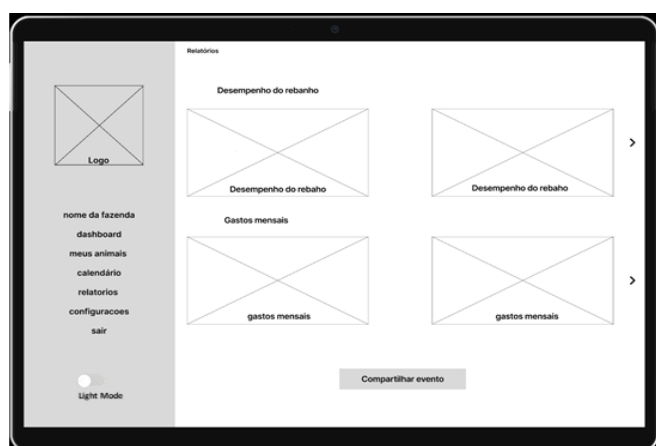 Relatórios
Logo
nome da fazenda
dashboard
meus animais
calendário
relatorios
configuracoes
sair
Light Mode
Desempenho do rebanho
Desempenho do rebaho
Desempenho do rebaho
Gastos mensais
gastos mensais
gastos mensais
Compartilhar evento